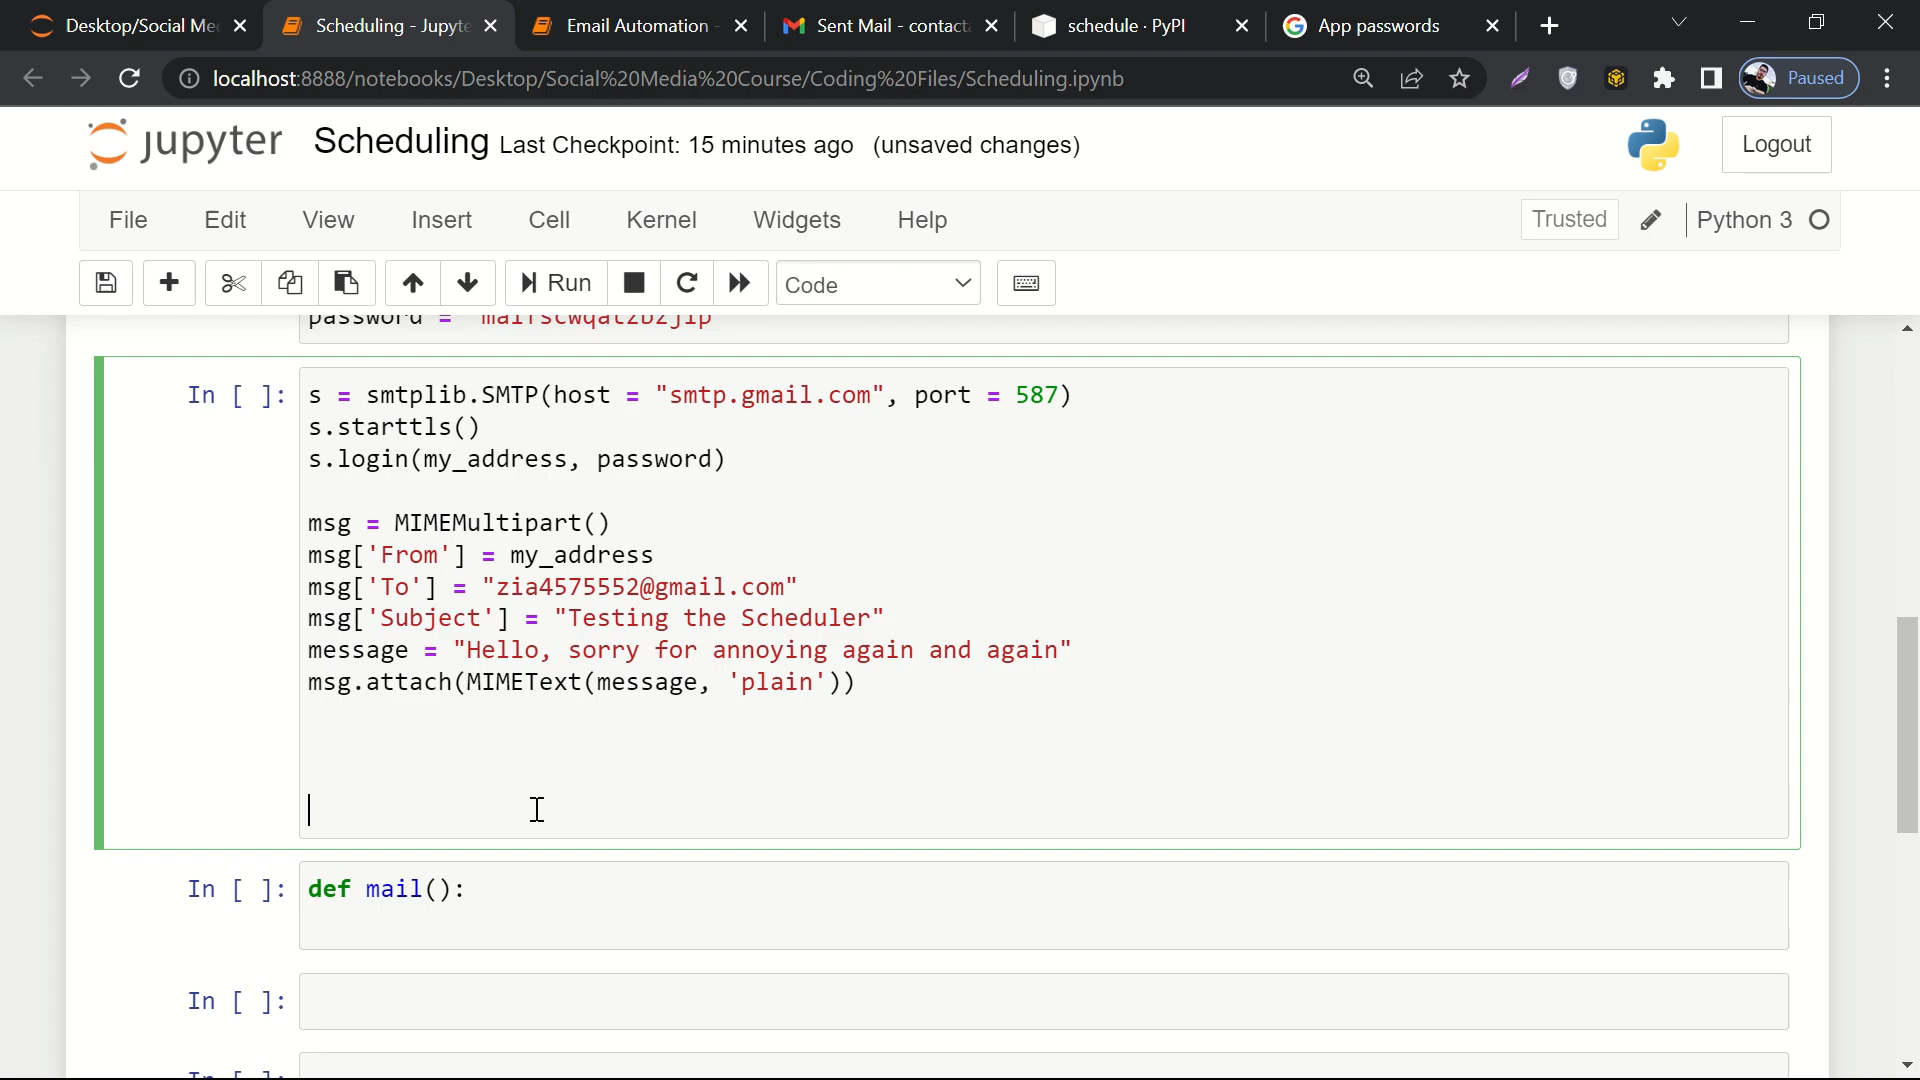 Desktop/Social Me
Scheduling - Jupyte
Email Automation -
Sent Mail - contacta
schedule · PyPI
App passwords
localhost:8888/notebooks/Desktop/Social%20Media%20Course/Coding%20Files/Scheduling.ipynb
Paused
jupyter Scheduling Last Checkpoint: 15 minutes ago (unsaved changes)
Logout
File Edit View Insert Cell Kernel Widgets Help
Trusted
Python 3
Run
Code
password =
In [ ]: s = smtplib.SMTP(host = "smtp.gmail.com", port = 587)
s.starttls()
s.login(my_address, password)
msg = MIMEMultipart()
msg['From'] = my_address
msg['To'] = "zia4575552@gmail.com"
msg['Subject'] = "Testing the Scheduler"
message = "Hello, sorry for annoying again and again"
msg.attach(MIMEText(message, 'plain'))
In [ ]: def mail():
In [ ]:
In [ ]: